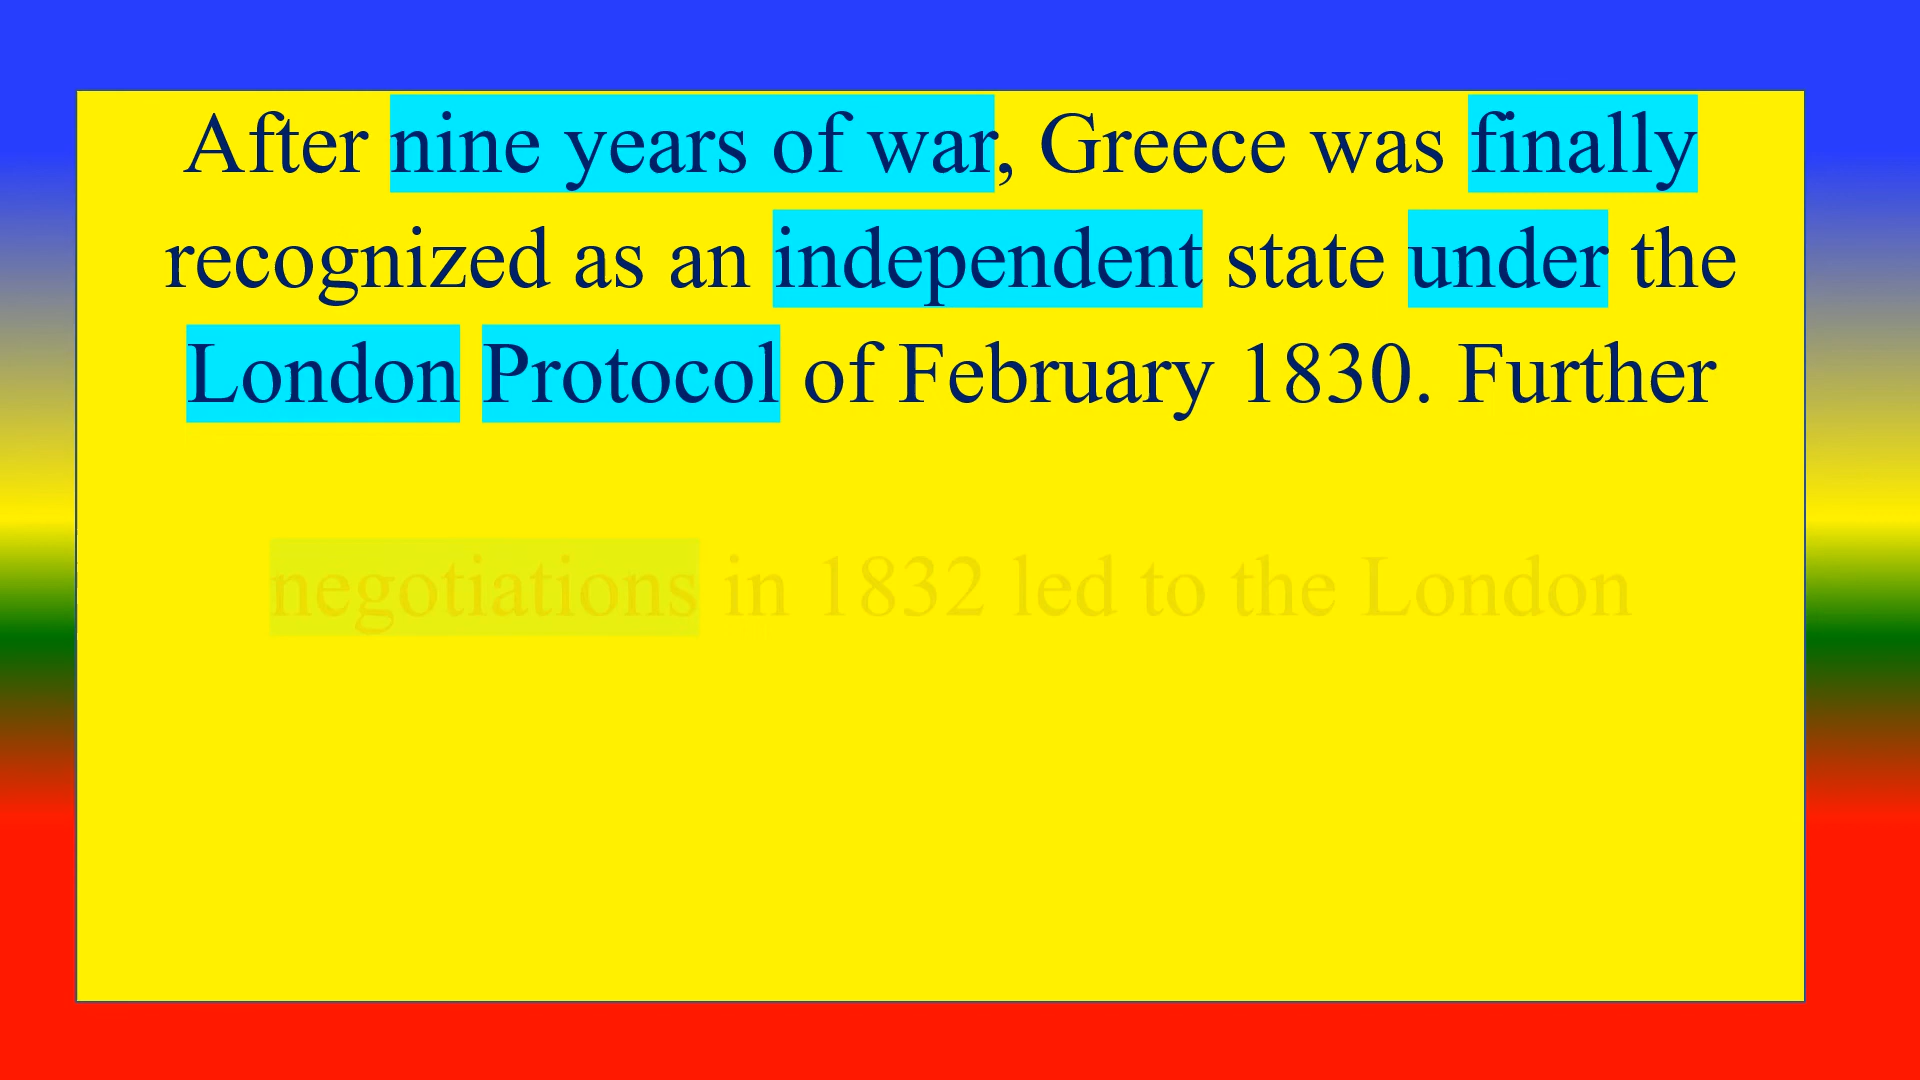 After nine years of war, Greece was finally
recognized as an independent state under the
London Protocol of February 1830. Further
negotiations in 1832 led to the London